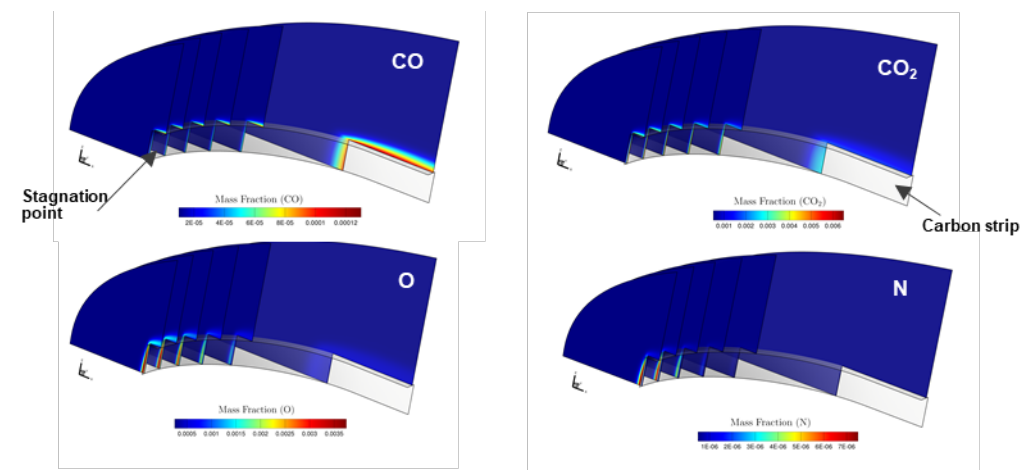 CO
Stagnation
point
Mass Fraction (CO)
2E-05 4E-05 6E-05 8E-05 0.0001 0.00012
CO₂
Mass Fraction (CO₂)
0.001 0.002 0.003 0.004 0.005 0.006
Carbon strip
O
Mass Fraction (O)
0.0005 0.001 0.0015 0.002 0.0025 0.003 0.0035
N
Mass Fraction (N)
1E-06 2E-06 3E-06 4E-06 5E-06 6E-06 7E-06